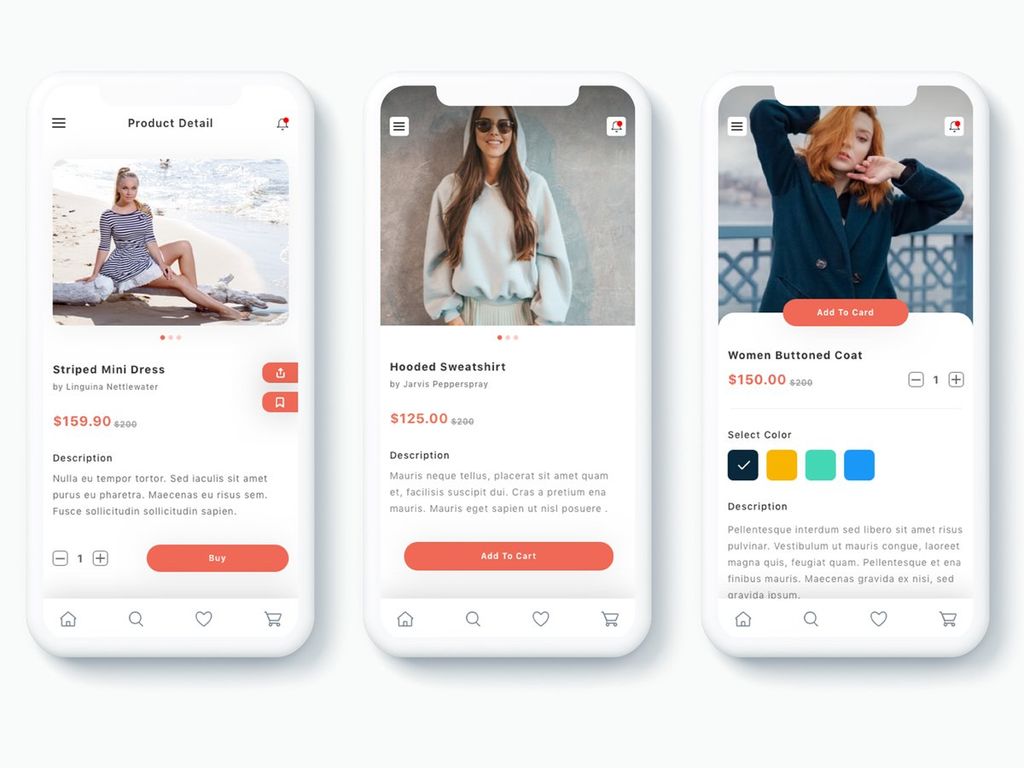 Product Detail
Striped Mini Dress
by Linguina Nettlewater
$159.90 $200
Description
Nulla eu tempor tortor. Sed iaculis sit amet
purus eu pharetra. Maecenas eu risus sem.
Fusce sollicitudin sollicitudin sapien.
1
Buy
Hooded Sweatshirt
by Jarvis Pepperspray
$125.00 $200
Description
Mauris neque tellus, placerat sit amet quam
et, facilisis suscipit dui. Cras a pretium ena
mauris. Mauris eget sapien ut nisl posuere .
Add To Cart
Add To Card
Women Buttoned Coat
$150.00 $200
1
Select Color
Description
Pellentesque interdum sed libero sit amet risus
pulvinar. Vestibulum ut mauris congue, laoreet
magna quis, feugiat quam. Pellentesque et ena
finibus mauris. Maecenas gravida ex nisi, sed
gravida ipsum.